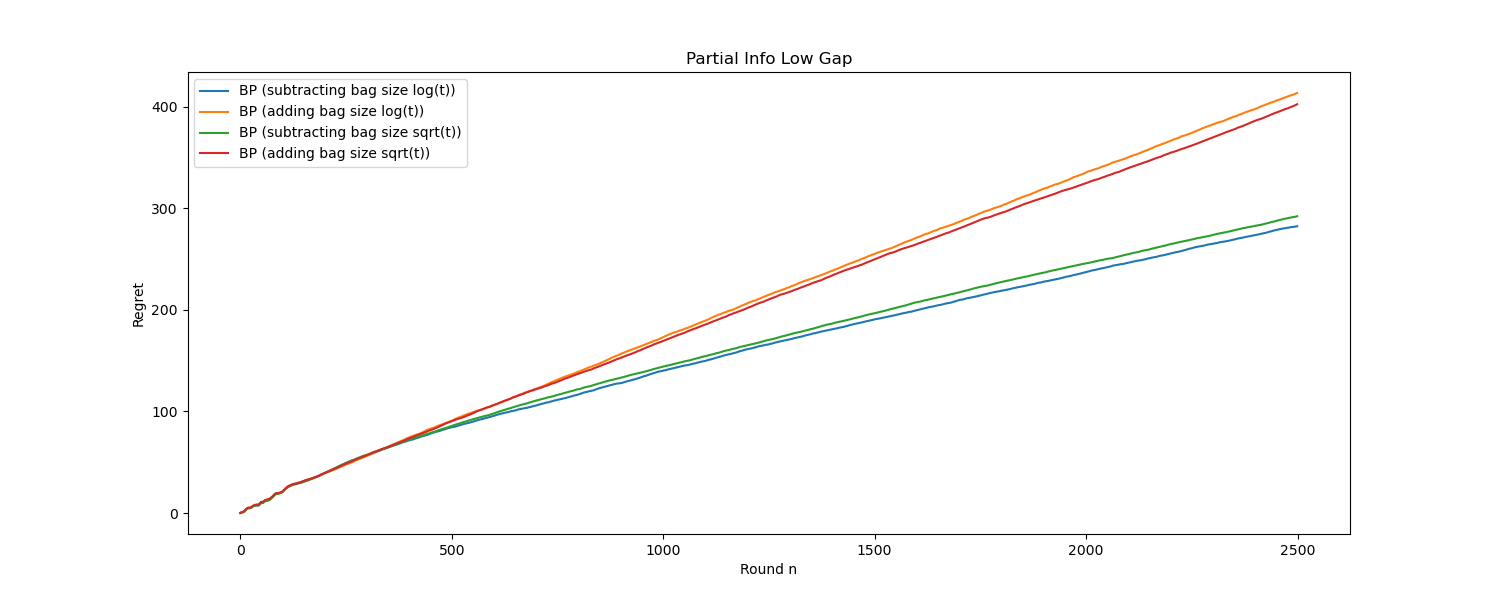 Partial Info Low Gap
BP (subtracting bag size log(t))
BP (adding bag size log(t))
BP (subtracting bag size sqrt(t))
BP (adding bag size sqrt(t))
400
300
200
100
0
Regret
0 500 1000 1500 2000 2500
Round n